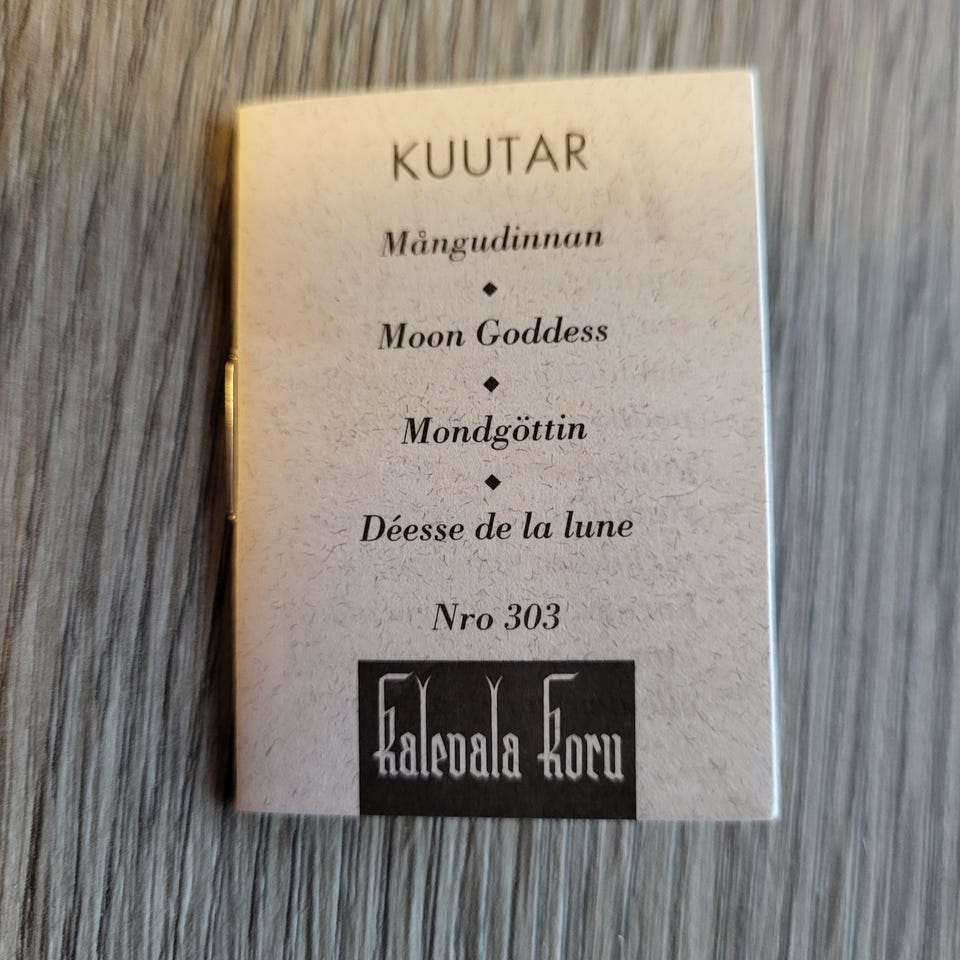 KUUTAR
Mångudinnan
Moon Goddess
Mondgöttin
Déesse de la lune
Nro 303
Kalevala Koru